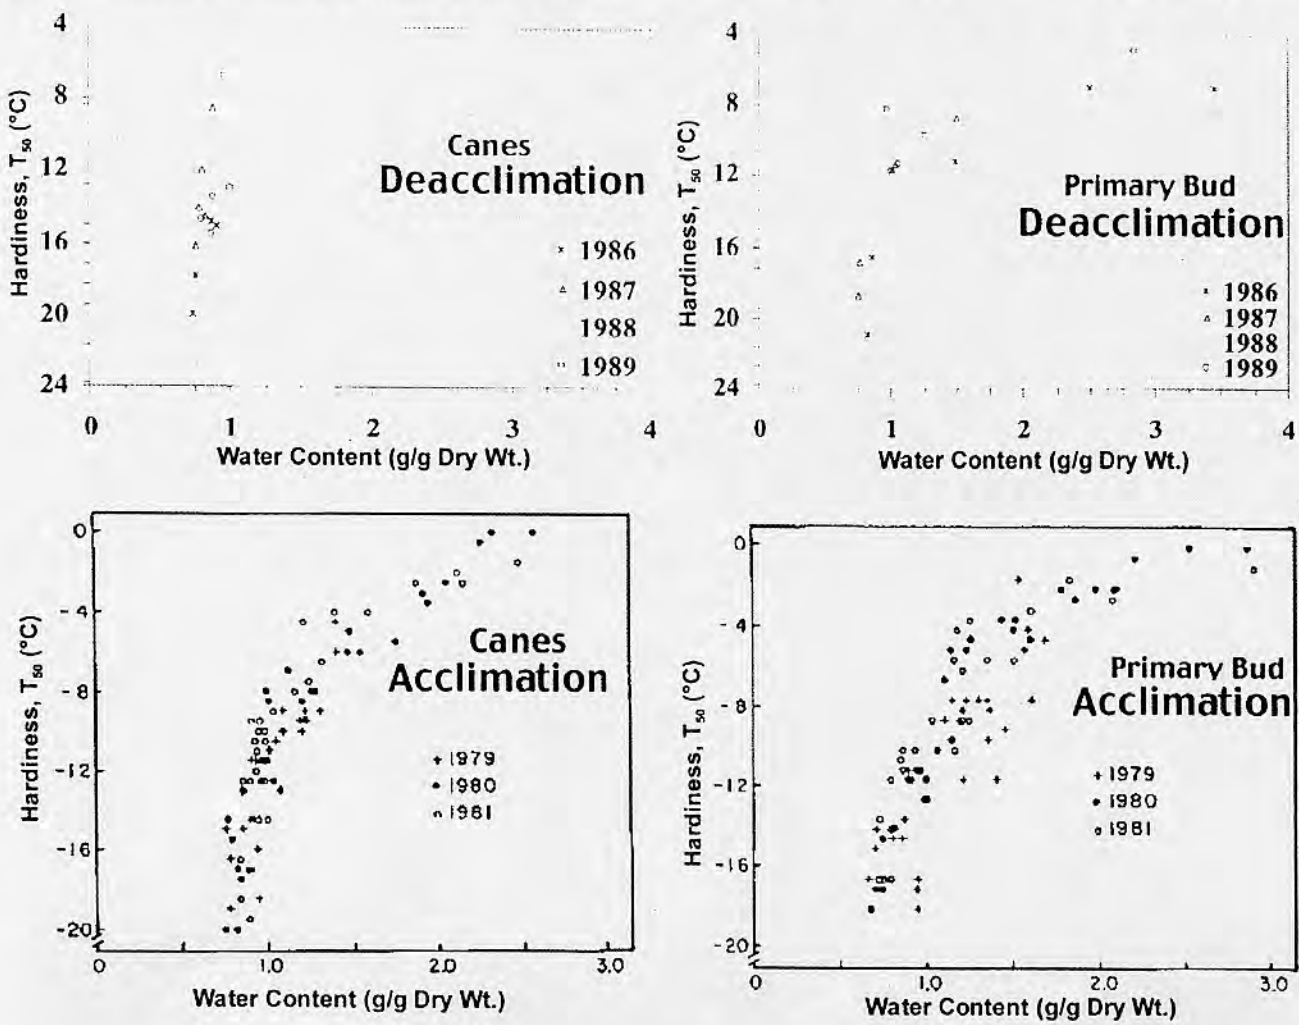 4
8
12
16
20
24
Hardiness, T₅₀ (°C)
Canes
Deacclimation
× 1986
△ 1987
1988
○ 1989
0 1 2 3 4
Water Content (g/g Dry Wt.)
4
8
12
16
20
24
Hardiness, T₅₀ (°C)
Primary Bud
Deacclimation
× 1986
△ 1987
1988
○ 1989
0 1 2 3 4
Water Content (g/g Dry Wt.)
0
-4
-8
-12
-16
-20
Hardiness, T₅₀ (°C)
Canes
Acclimation
+ 1979
● 1980
○ 1981
0 1.0 2.0 3.0
Water Content (g/g Dry Wt.)
0
-4
-8
-12
-16
-20
Hardiness, T₅₀ (°C)
Primary Bud
Acclimation
+ 1979
● 1980
○ 1981
0 1.0 2.0 3.0
Water Content (g/g Dry Wt.)